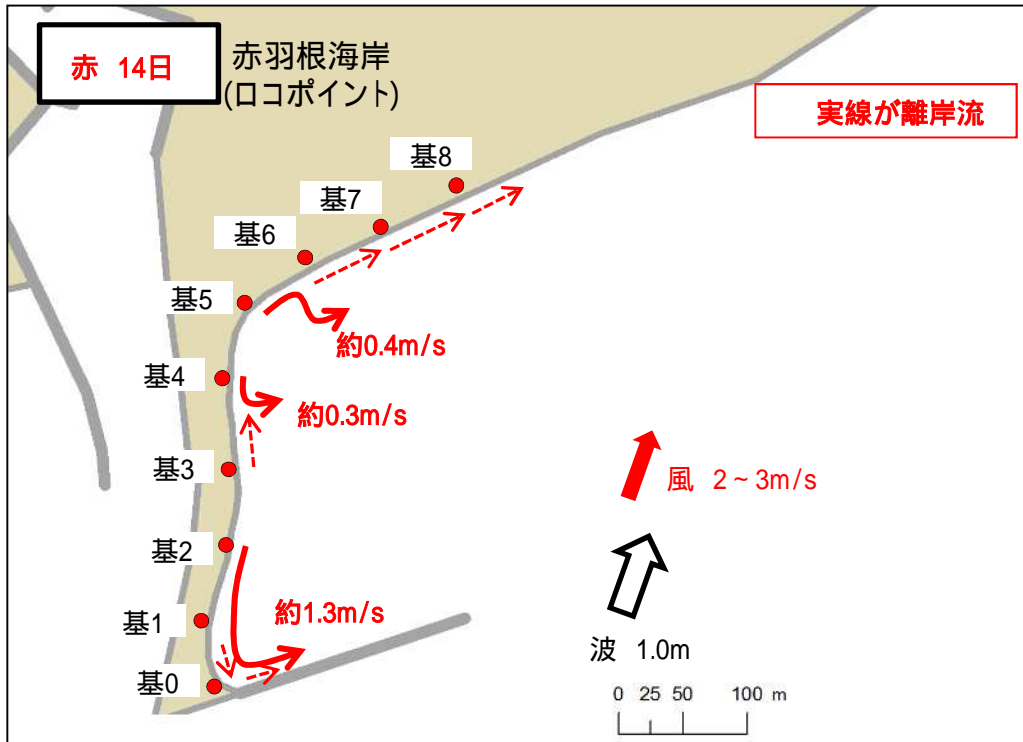 赤 14日
赤羽根海岸
(ロコポイント)
実線が離岸流
基8
基7
基6
基5
約0.4m/s
基4
約0.3m/s
基3
風 2~3m/s
基2
約1.3m/s
基1
波 1.0m
基0
0 25 50 100 m